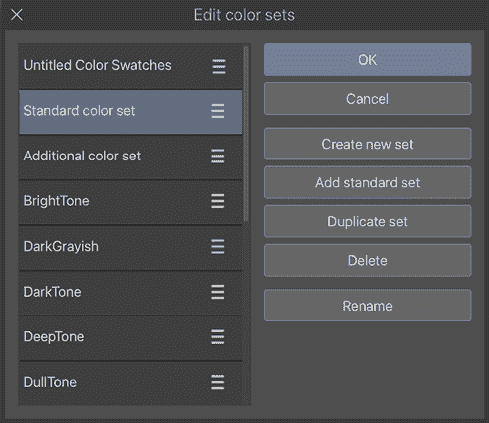 Edit color sets
Untitled Color Swatches
Standard color set
Additional color set
BrightTone
DarkGrayish
DarkTone
DeepTone
DullTone
OK
Cancel
Create new set
Add standard set
Duplicate set
Delete
Rename